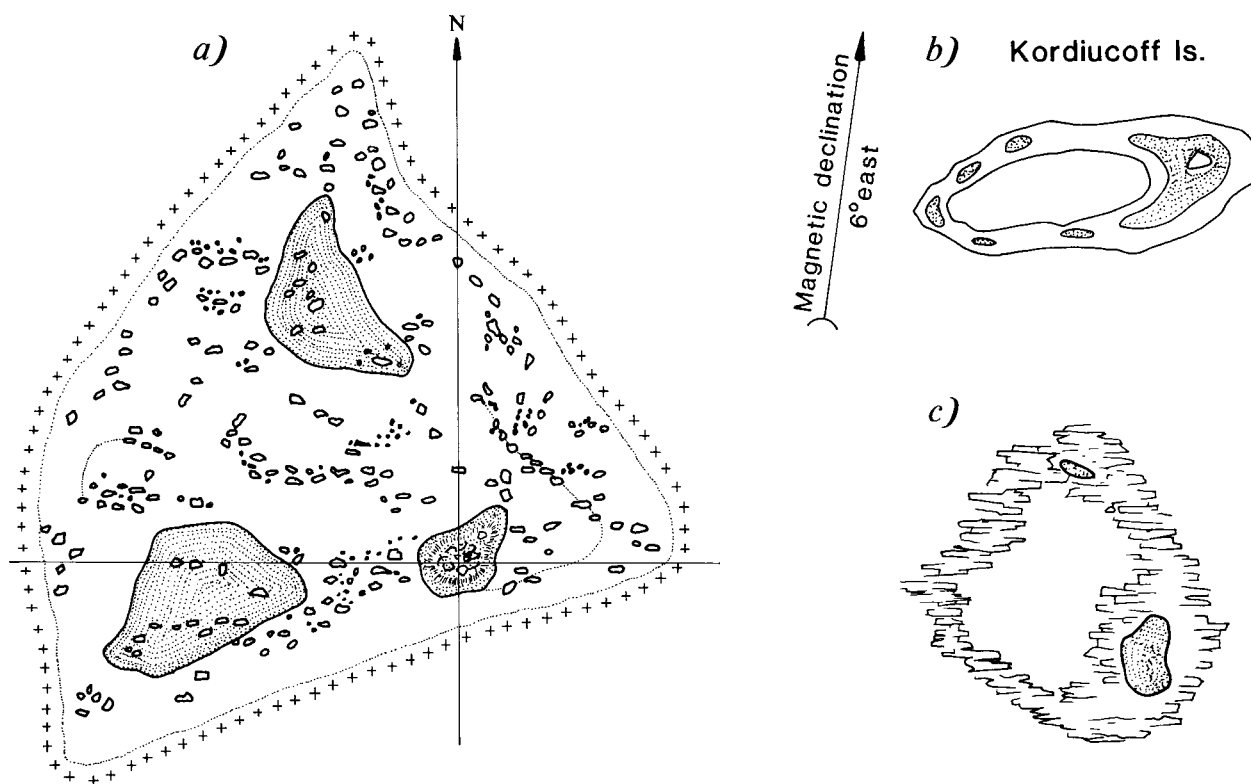 a)
N
Magnetic declination
6° east
b) Kordiucoff Is.
c)